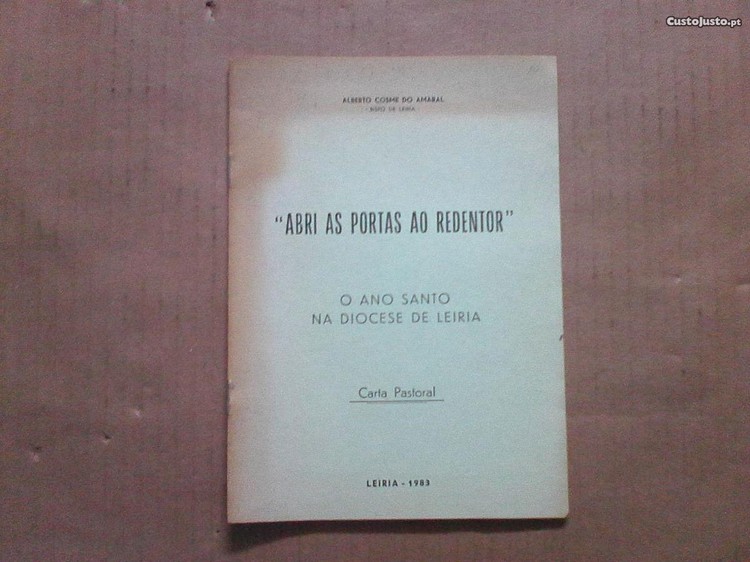 CustoJusto.pt
ALBERTO COSME DO AMARAL
BISPO DE LEIRIA
"ABRI AS PORTAS AO REDENTOR"
O ANO SANTO
NA DIOCESE DE LEIRIA
Carta Pastoral
LEIRIA - 1983